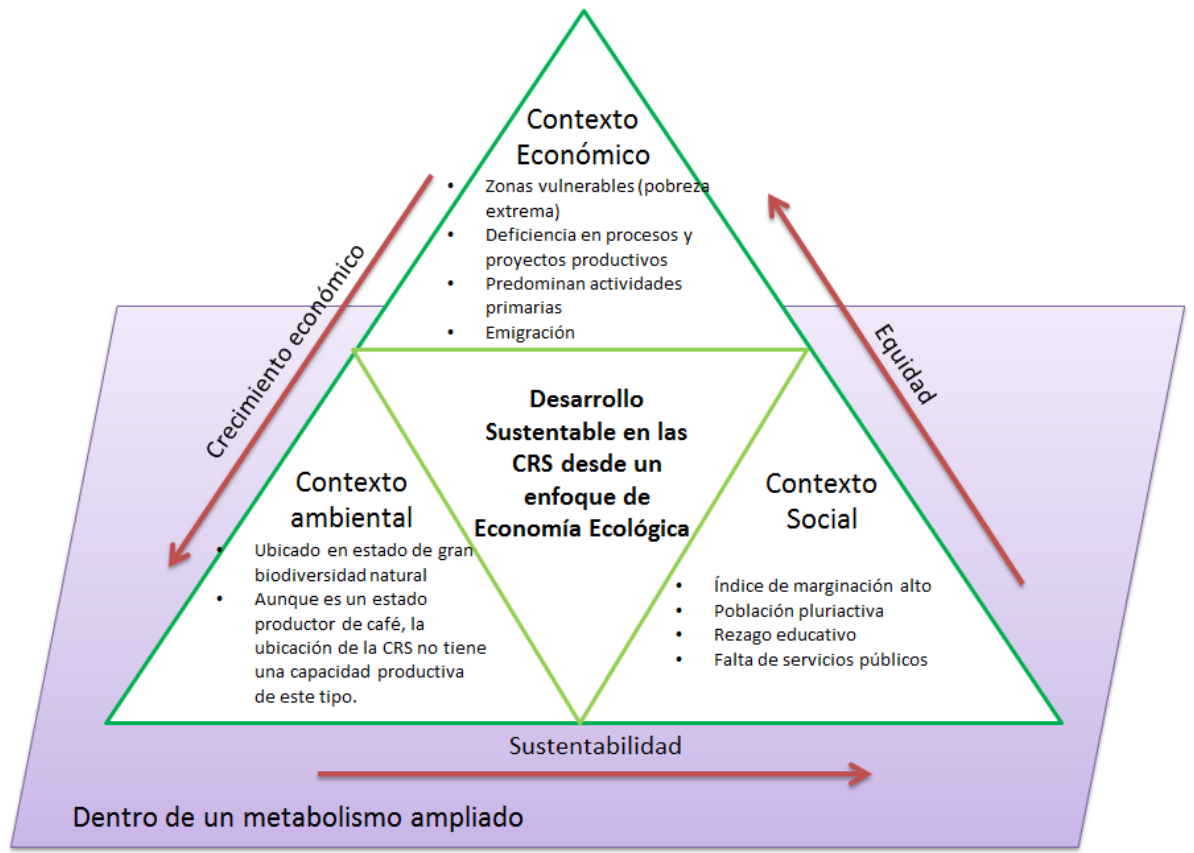 Contexto
Económico
• Zonas vulnerables (pobreza
extrema)
• Deficiencia en procesos y
proyectos productivos
• Predominan actividades
primarias
• Emigración
Crecimiento económico
Equidad
Desarrollo
Sustentable en las
CRS desde un
enfoque de
Economía Ecológica
Contexto
ambiental
• Ubicado en estado de gran
biodiversidad natural
• Aunque es un estado
productor de café, la
ubicación de la CRS no tiene
una capacidad productiva
de este tipo.
Contexto
Social
• Índice de marginación alto
• Población pluriactiva
• Rezago educativo
• Falta de servicios públicos
Sustentabilidad
Dentro de un metabolismo ampliado